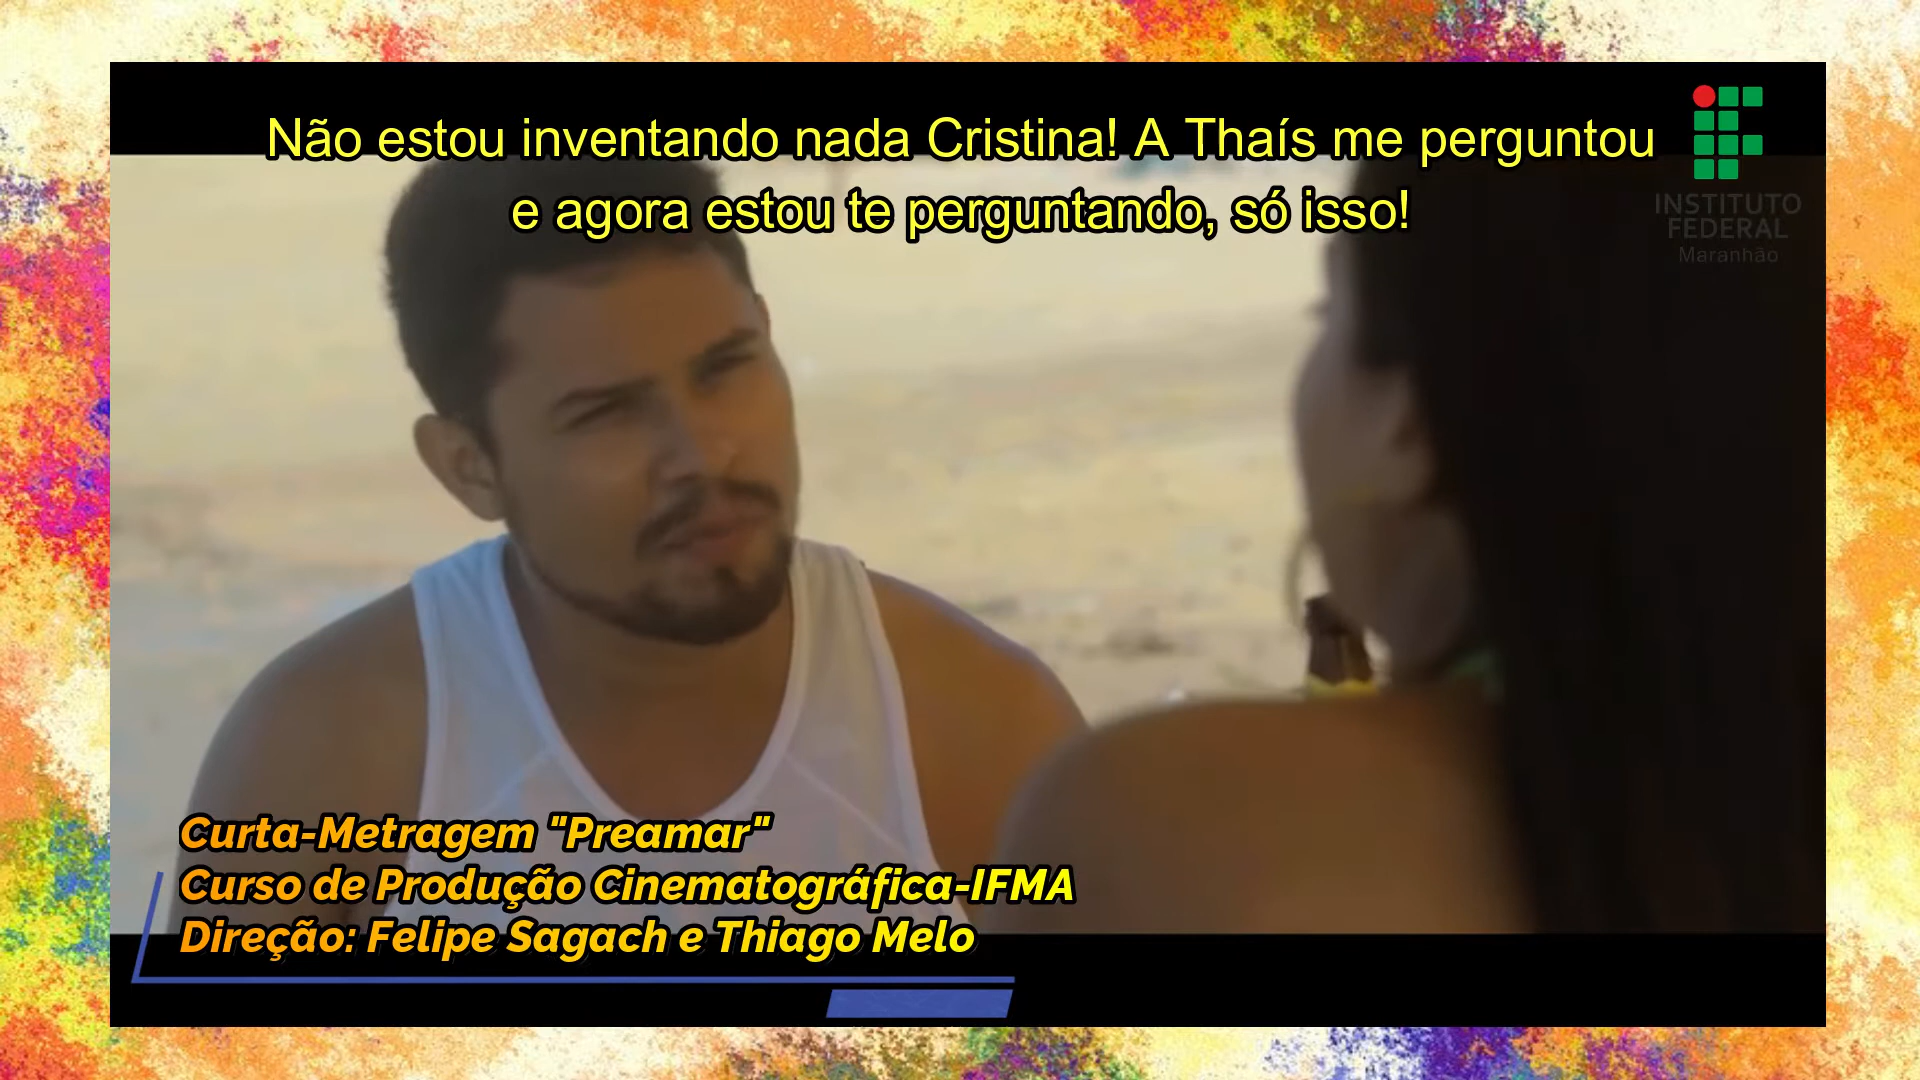 Não estou inventando nada Cristina! A Thaís me perguntou
e agora estou te perguntando, só isso!
INSTITUTO
FEDERAL
Maranhão
Curta-Metragem "Preamar"
Curso de Produção Cinematográfica-IFMA
Direção: Felipe Sagach e Thiago Melo